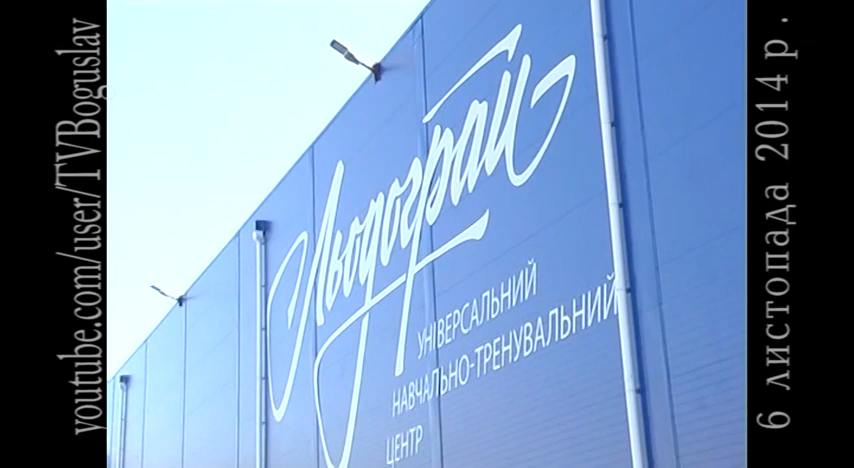 youtube.com/user/TVBoguslav
Льодограй
УНІВЕРСАЛЬНИЙ
НАВЧАЛЬНО-ТРЕНУВАЛЬНИЙ
ЦЕНТР
6 листопада 2014 р.